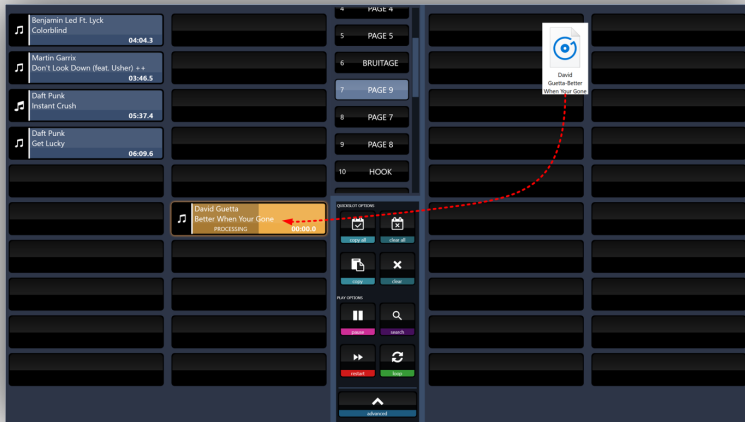 Benjamin Led Ft. Lyck
Colorblind
04:04.3
Martin Garrix
Don't Look Down (feat. Usher) ++
03:46.5
Daft Punk
Instant Crush
05:37.4
Daft Punk
Get Lucky
06:09.6
David Guetta
Better When Your Gone
PROCESSING 00:00.0
4 PAGE 4
5 PAGE 5
6 BRUITAGE
7 PAGE 9
8 PAGE 7
9 PAGE 8
10 HOOK
QUICKSLOT OPTIONS
copy all clear all
copy clear
PLAY OPTIONS
pause search
restart loop
advanced
David
Guetta-Better
When Your Gone